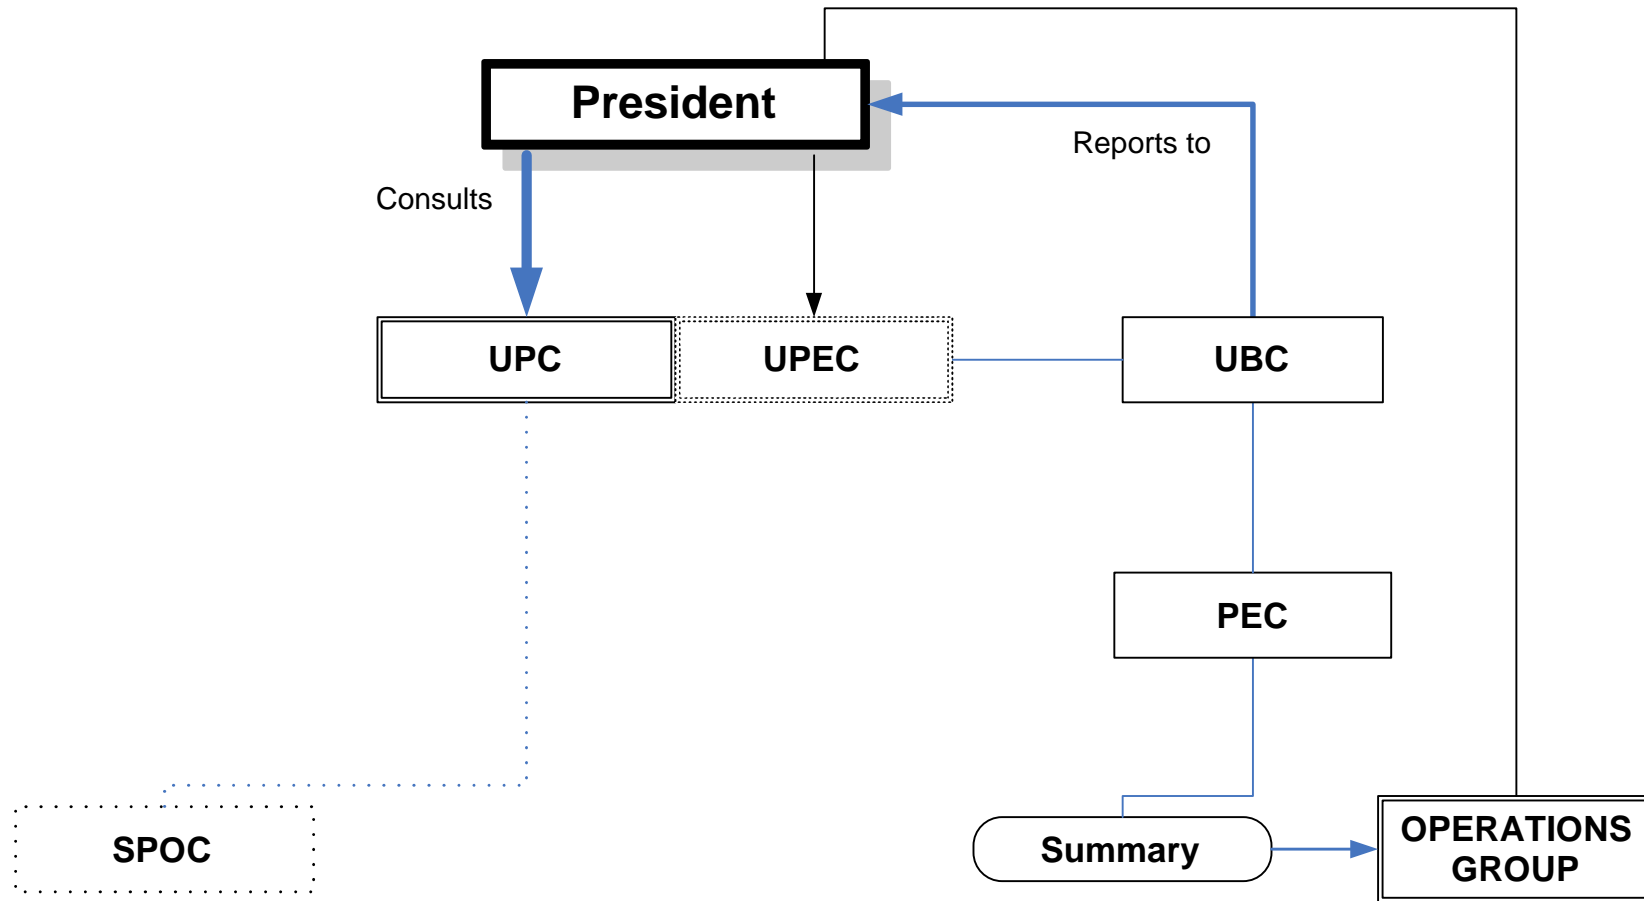 President
Reports to
Consults
UPC
UPEC
UBC
PEC
SPOC
Summary
OPERATIONS
GROUP